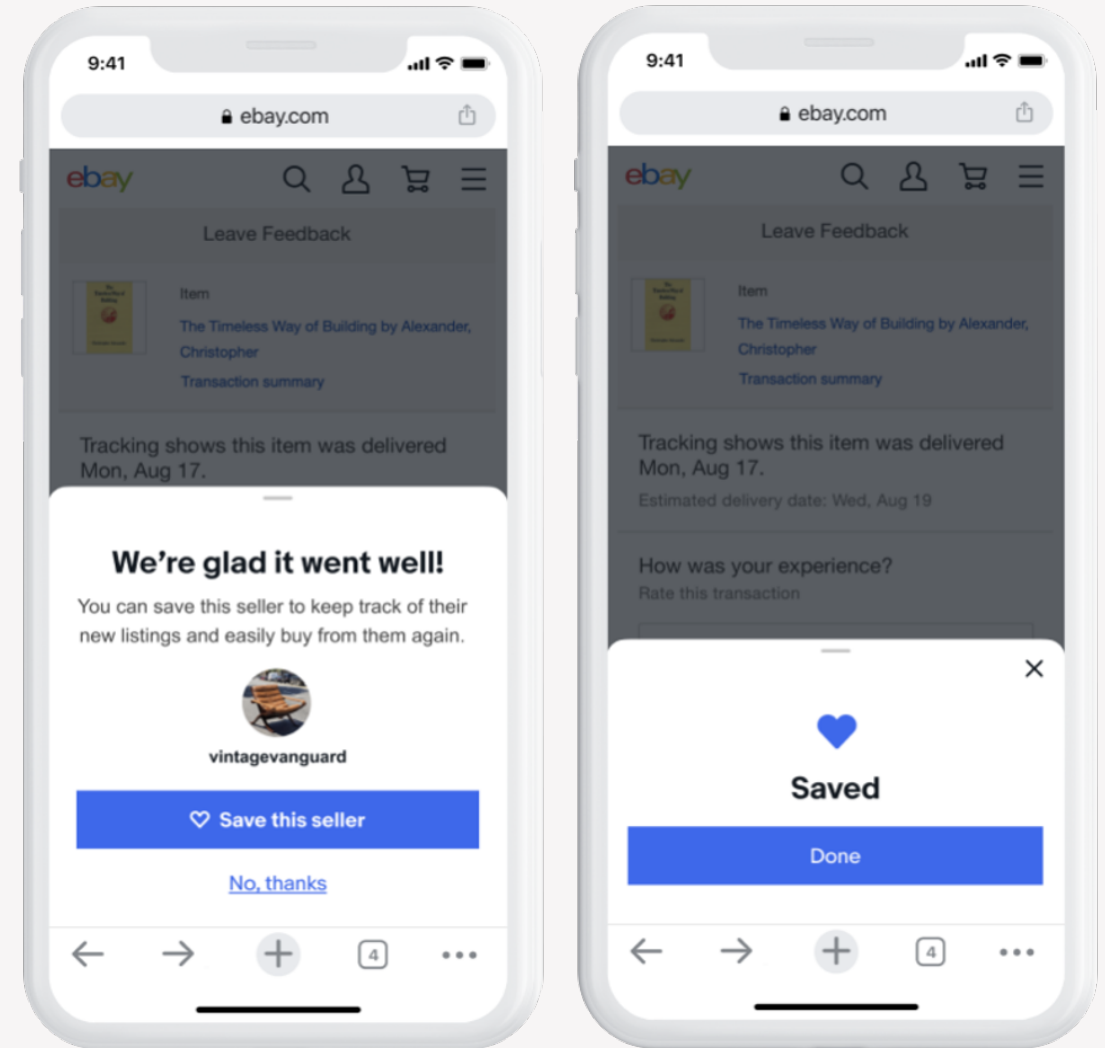 9:41
ebay.com
ebay
Leave Feedback
Item
The Timeless Way of Building by Alexander,
Christopher
Transaction summary
Tracking shows this item was delivered
Mon, Aug 17.
We're glad it went well!
You can save this seller to keep track of their
new listings and easily buy from them again.
vintagevanguard
Save this seller
No, thanks
4
9:41
ebay.com
ebay
Leave Feedback
Item
The Timeless Way of Building by Alexander,
Christopher
Transaction summary
Tracking shows this item was delivered
Mon, Aug 17.
Estimated delivery date: Wed, Aug 19
How was your experience?
Rate this transaction
Saved
Done
4